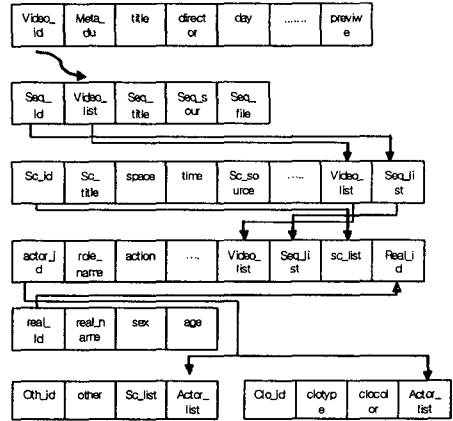 Video_ id Meta_ du title direct or day ........ previw e
Seq_ Id Video_ list Seq_ title Seq_s our Seq_ file
Sc_id Sc_ title space time Sc_so urce ..... Video_ list Seq_li st
actor_i d role_ name action .... Video_ list Seq_li st sc_list Real_i d
real_ Id real_n ame sex age
Oth_id other Sc_list Actor_ list Clo_id clotyp e clocol or Actor_ list